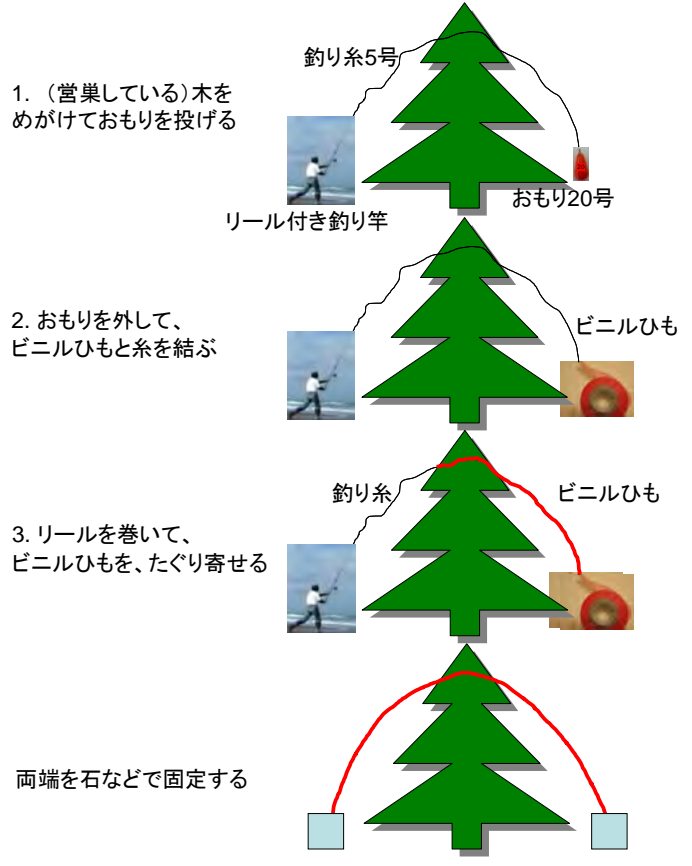 釣り糸5号
1. （営巣している）木を
めがけておもりを投げる
おもり20号
リール付き釣り竿
2. おもりを外して、
ビニルひもと糸を結ぶ
ビニルひも
釣り糸
ビニルひも
3. リールを巻いて、
ビニルひもを、たぐり寄せる
両端を石などで固定する